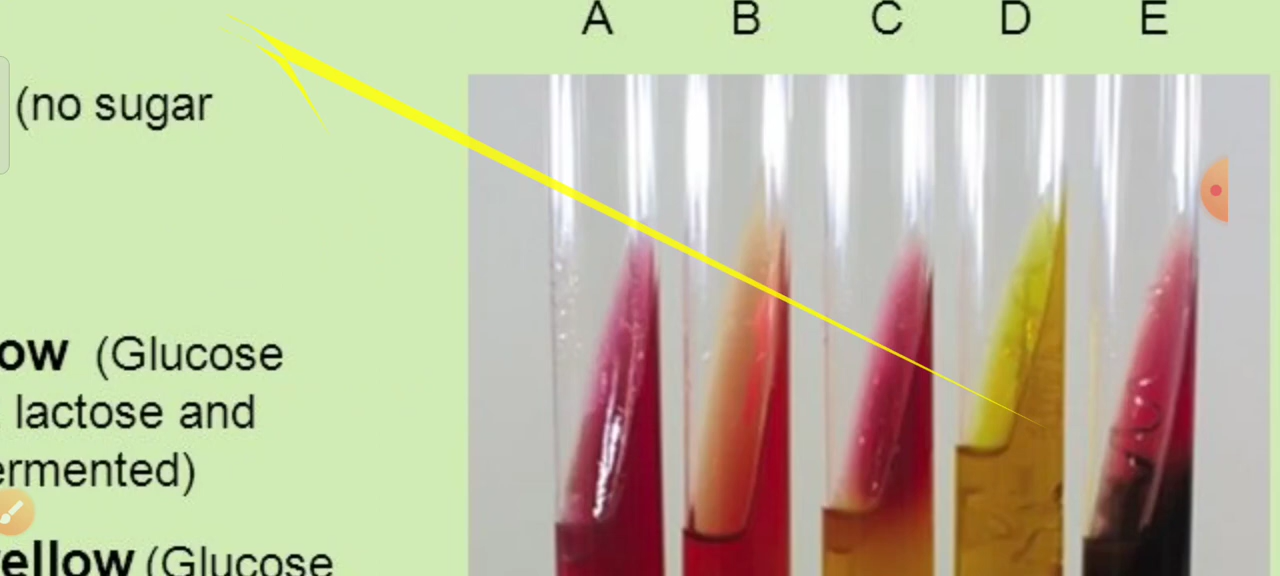 A B C D E
(no sugar
ow (Glucose
lactose and
ermented)
ellow (Glucose